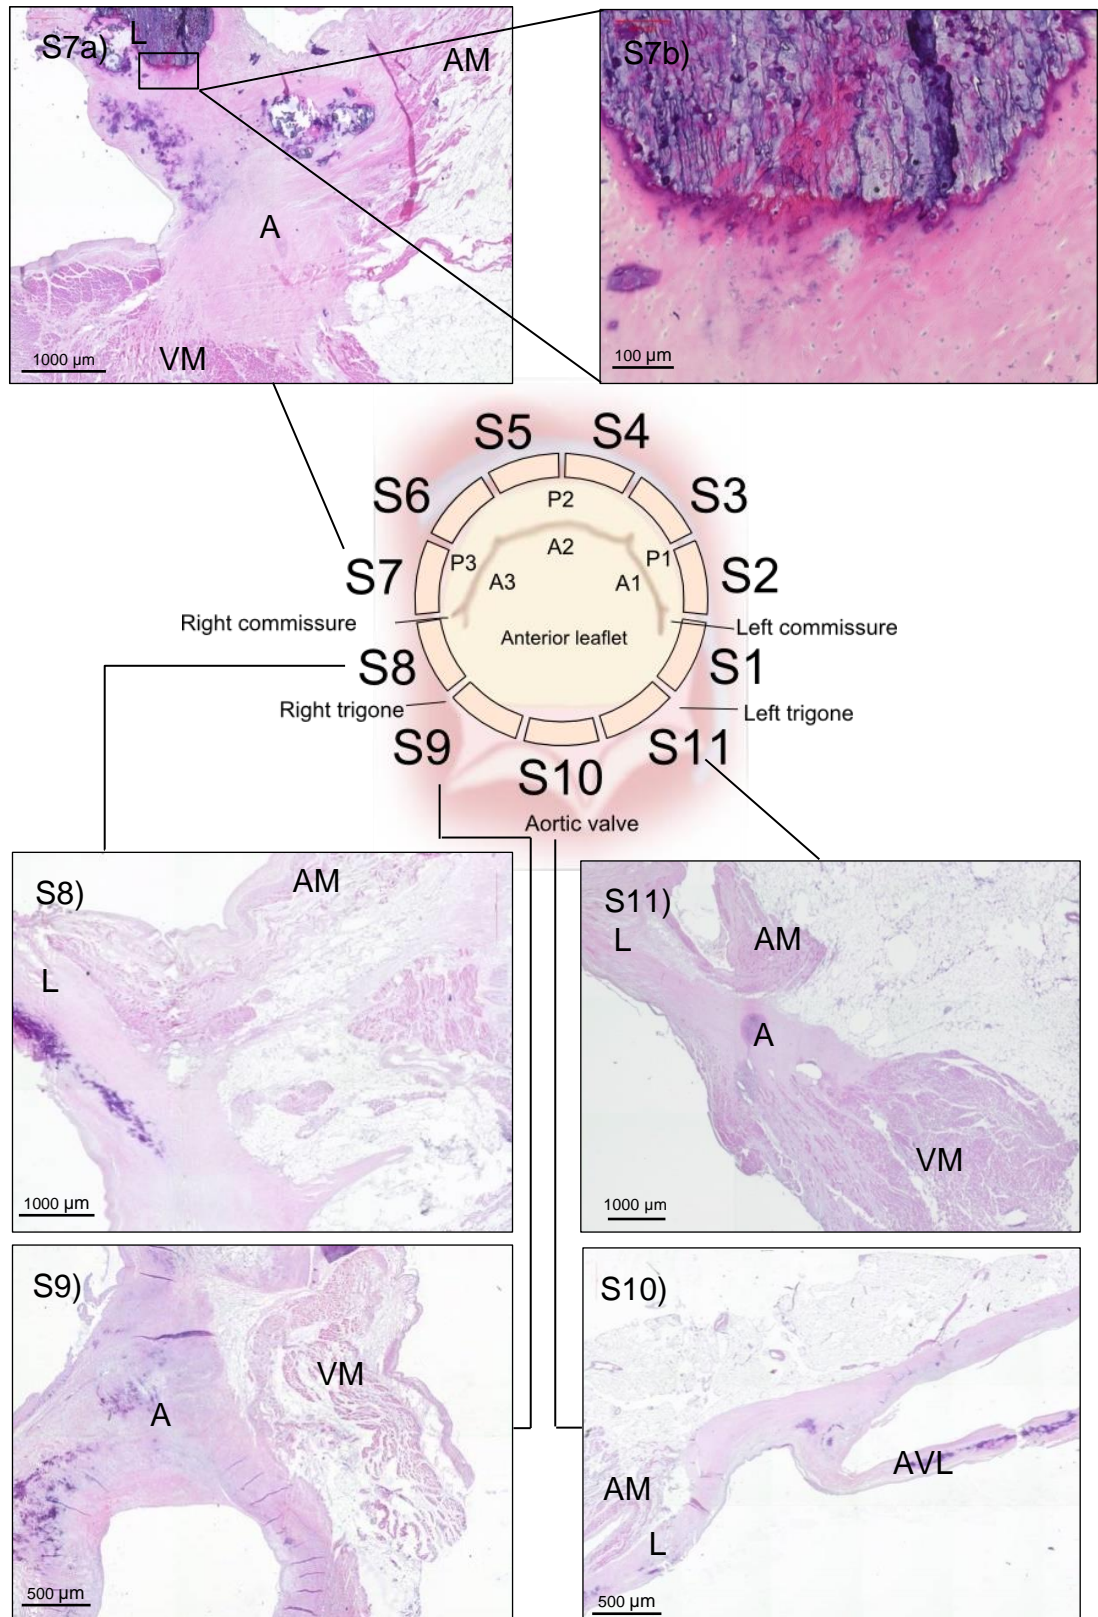 S7a)
L
AM
A
VM
1000 µm
S7b)
100 µm
S5
S4
S6
S3
P2
A2
P3
P1
A3
A1
S7
S2
Right commissure
Left commissure
Anterior leaflet
S8
S1
Right trigone
Left trigone
S9
S11
S10
Aortic valve
S8)
AM
L
1000 µm
S11)
L
AM
A
VM
1000 µm
S9)
VM
A
500 µm
S10)
AVL
AM
L
500 µm